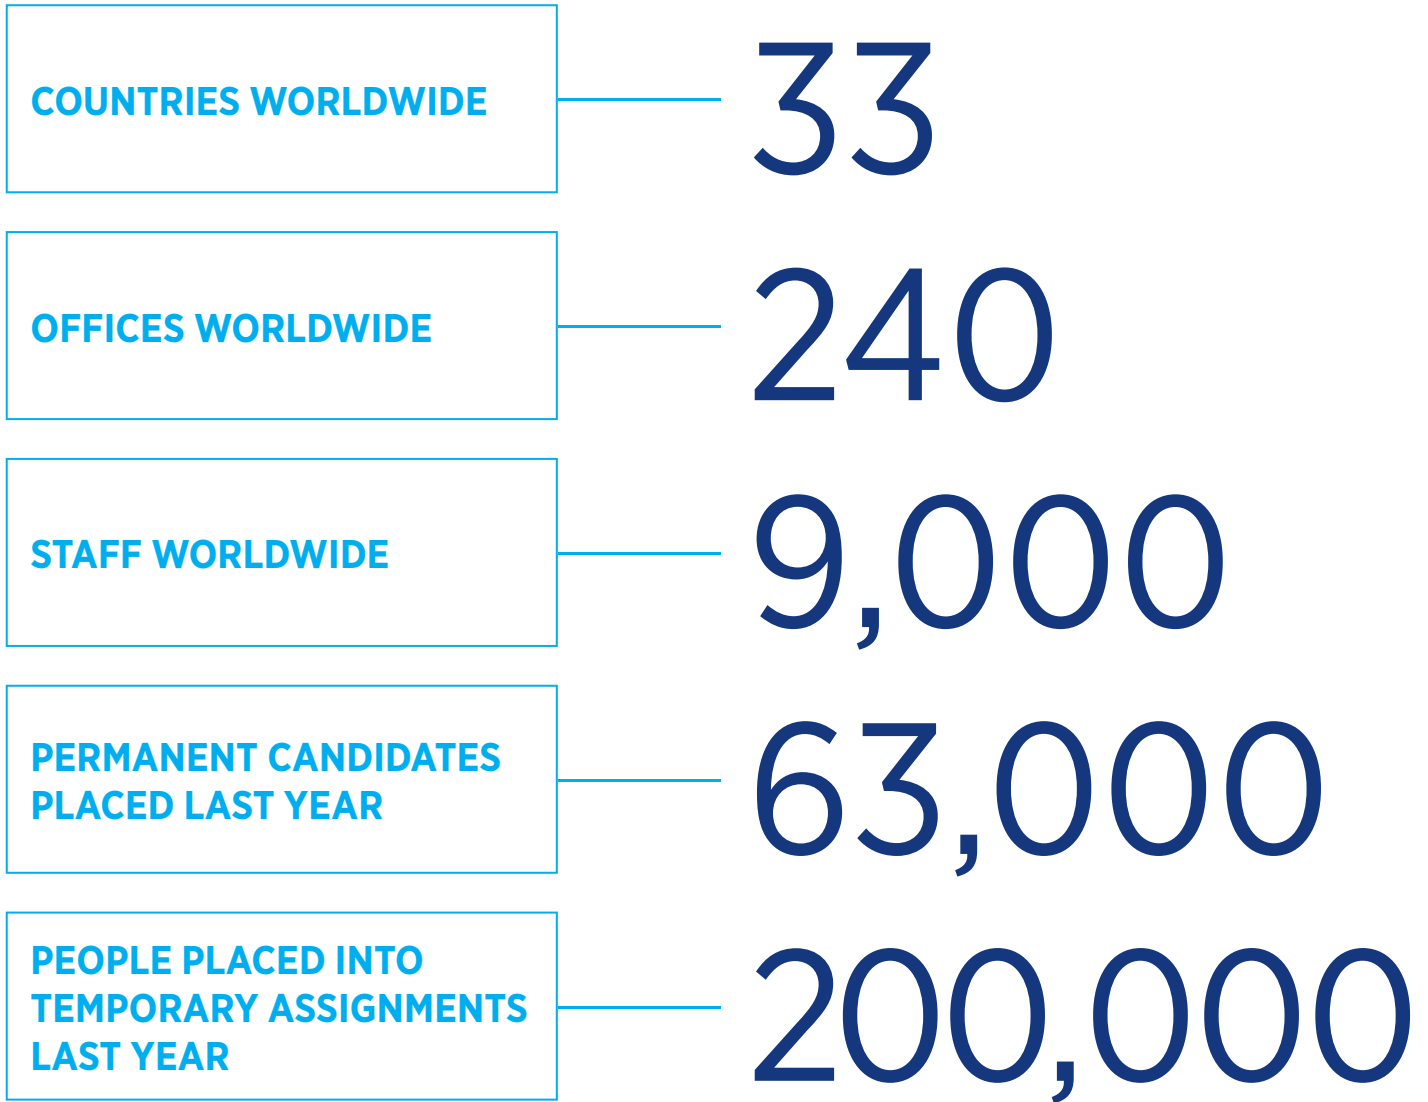 COUNTRIES WORLDWIDE
33
OFFICES WORLDWIDE
240
STAFF WORLDWIDE
9,000
PERMANENT CANDIDATES
PLACED LAST YEAR
63,000
PEOPLE PLACED INTO
TEMPORARY ASSIGNMENTS
LAST YEAR
200,000